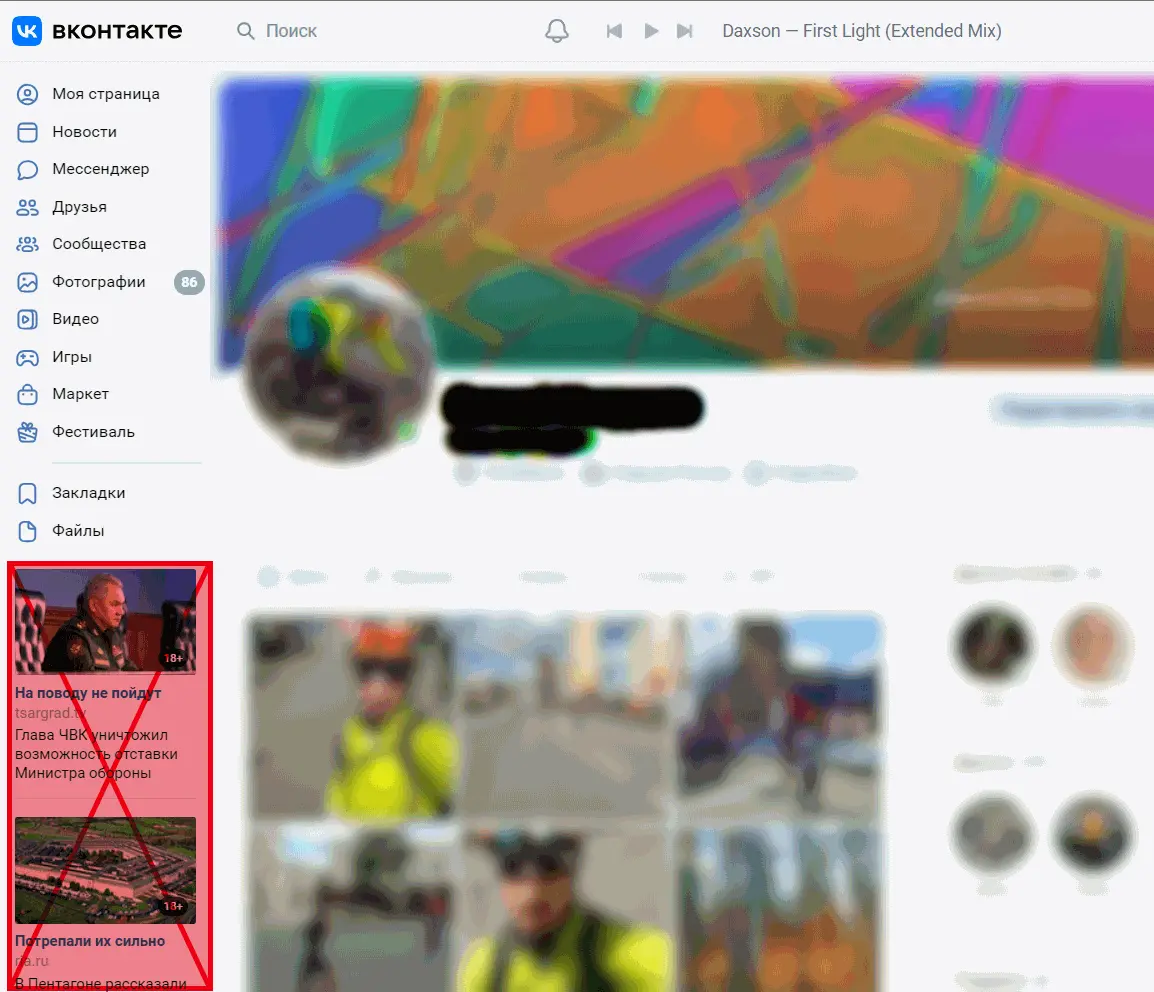 вконтакте
Поиск
Daxson — First Light (Extended Mix)
Моя страница
Новости
Мессенджер
Друзья
Сообщества
Фотографии 86
Видео
Игры
Маркет
Фестиваль
Закладки
Файлы
18+
На поводу не пойдут
tsargrad.tv
Глава ЧВК уничтожил
возможность отставки
Министра обороны
18+
Потрепали их сильно
ria.ru
В Пентагоне рассказали